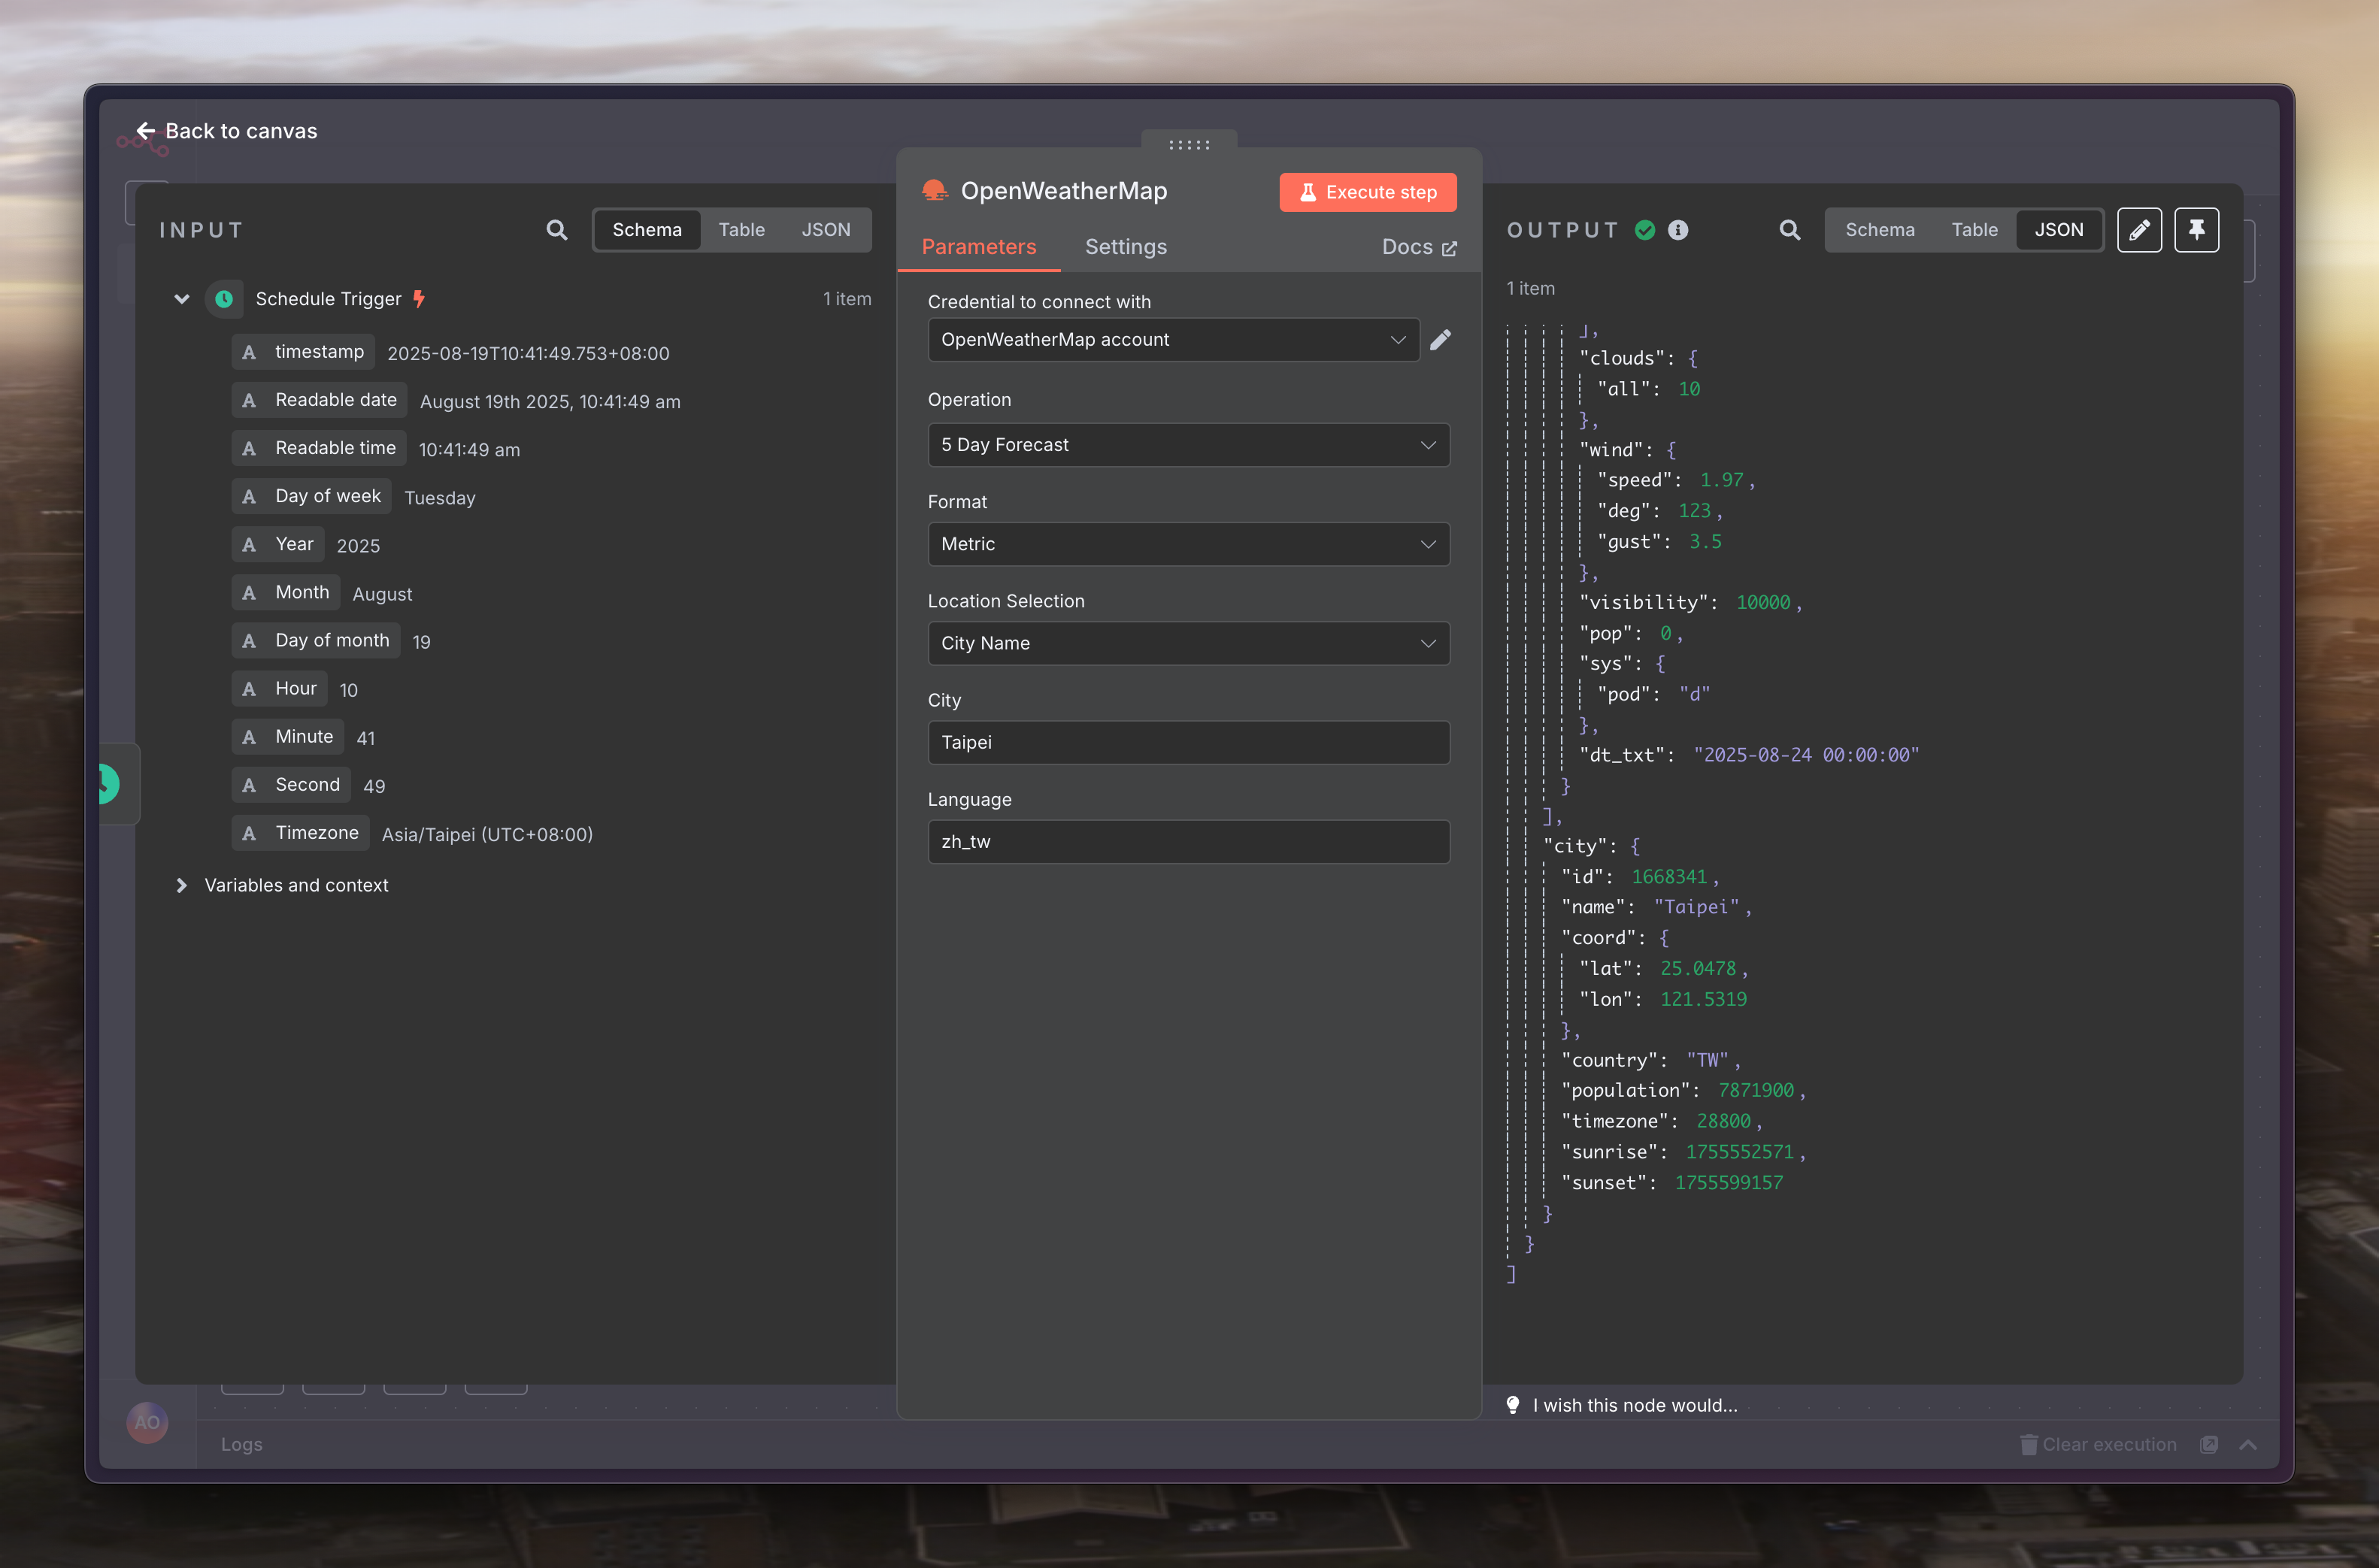 Back to canvas
INPUT
Schema Table JSON
Schedule Trigger 1 item
A timestamp 2025-08-19T10:41:49.753+08:00
A Readable date August 19th 2025, 10:41:49 am
A Readable time 10:41:49 am
A Day of week Tuesday
A Year 2025
A Month August
A Day of month 19
A Hour 10
A Minute 41
A Second 49
A Timezone Asia/Taipei (UTC+08:00)
Variables and context
OpenWeatherMap
Execute step
Parameters Settings Docs
Credential to connect with
OpenWeatherMap account
Operation
5 Day Forecast
Format
Metric
Location Selection
City Name
City
Taipei
Language
zh_tw
OUTPUT
Schema Table JSON
1 item
],
"clouds": {
"all": 10
},
"wind": {
"speed": 1.97,
"deg": 123,
"gust": 3.5
},
"visibility": 10000,
"pop": 0,
"sys": {
"pod": "d"
},
"dt_txt": "2025-08-24 00:00:00"
}
],
"city": {
"id": 1668341,
"name": "Taipei",
"coord": {
"lat": 25.0478,
"lon": 121.5319
},
"country": "TW",
"population": 7871900,
"timezone": 28800,
"sunrise": 1755552571,
"sunset": 1755599157
}
}
]
I wish this node would...
AO
Logs
Clear execution